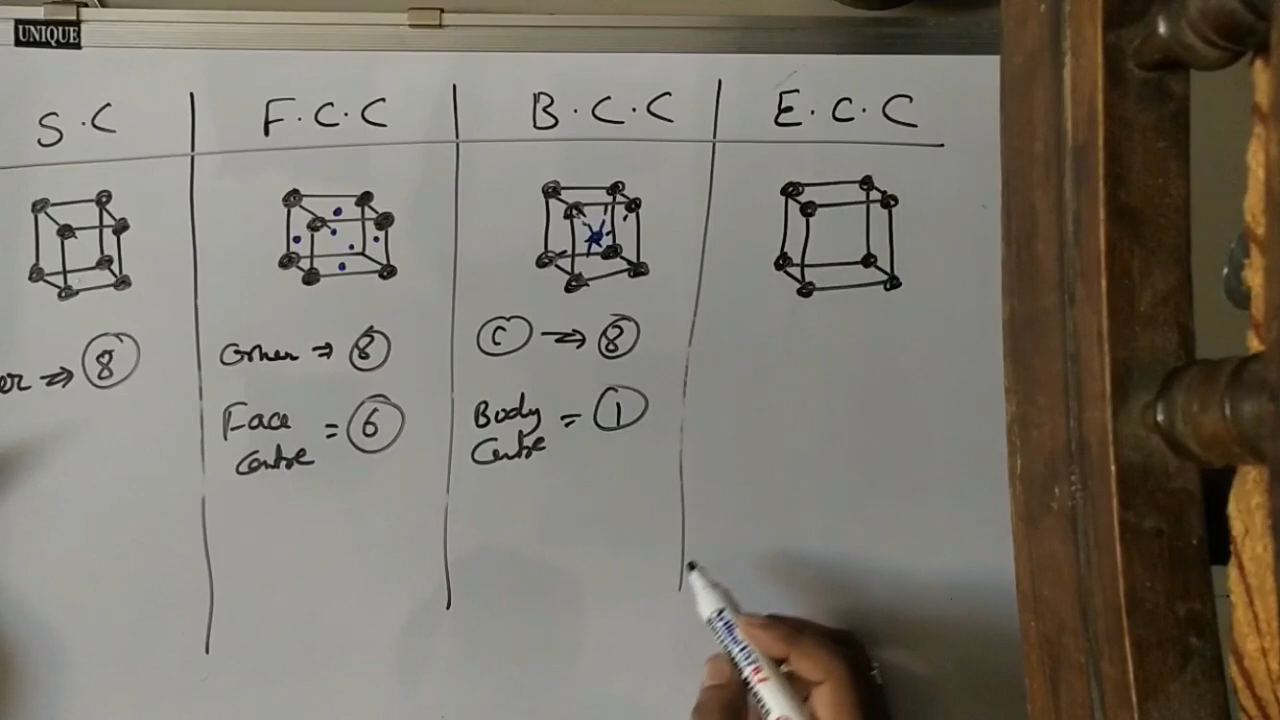 UNIQUE
S.C
F.C.C
B.C.C
E.C.C
er ⇒ 8
Corner ⇒ 8
Face Centre = 6
C → 8
Body Centre = 1